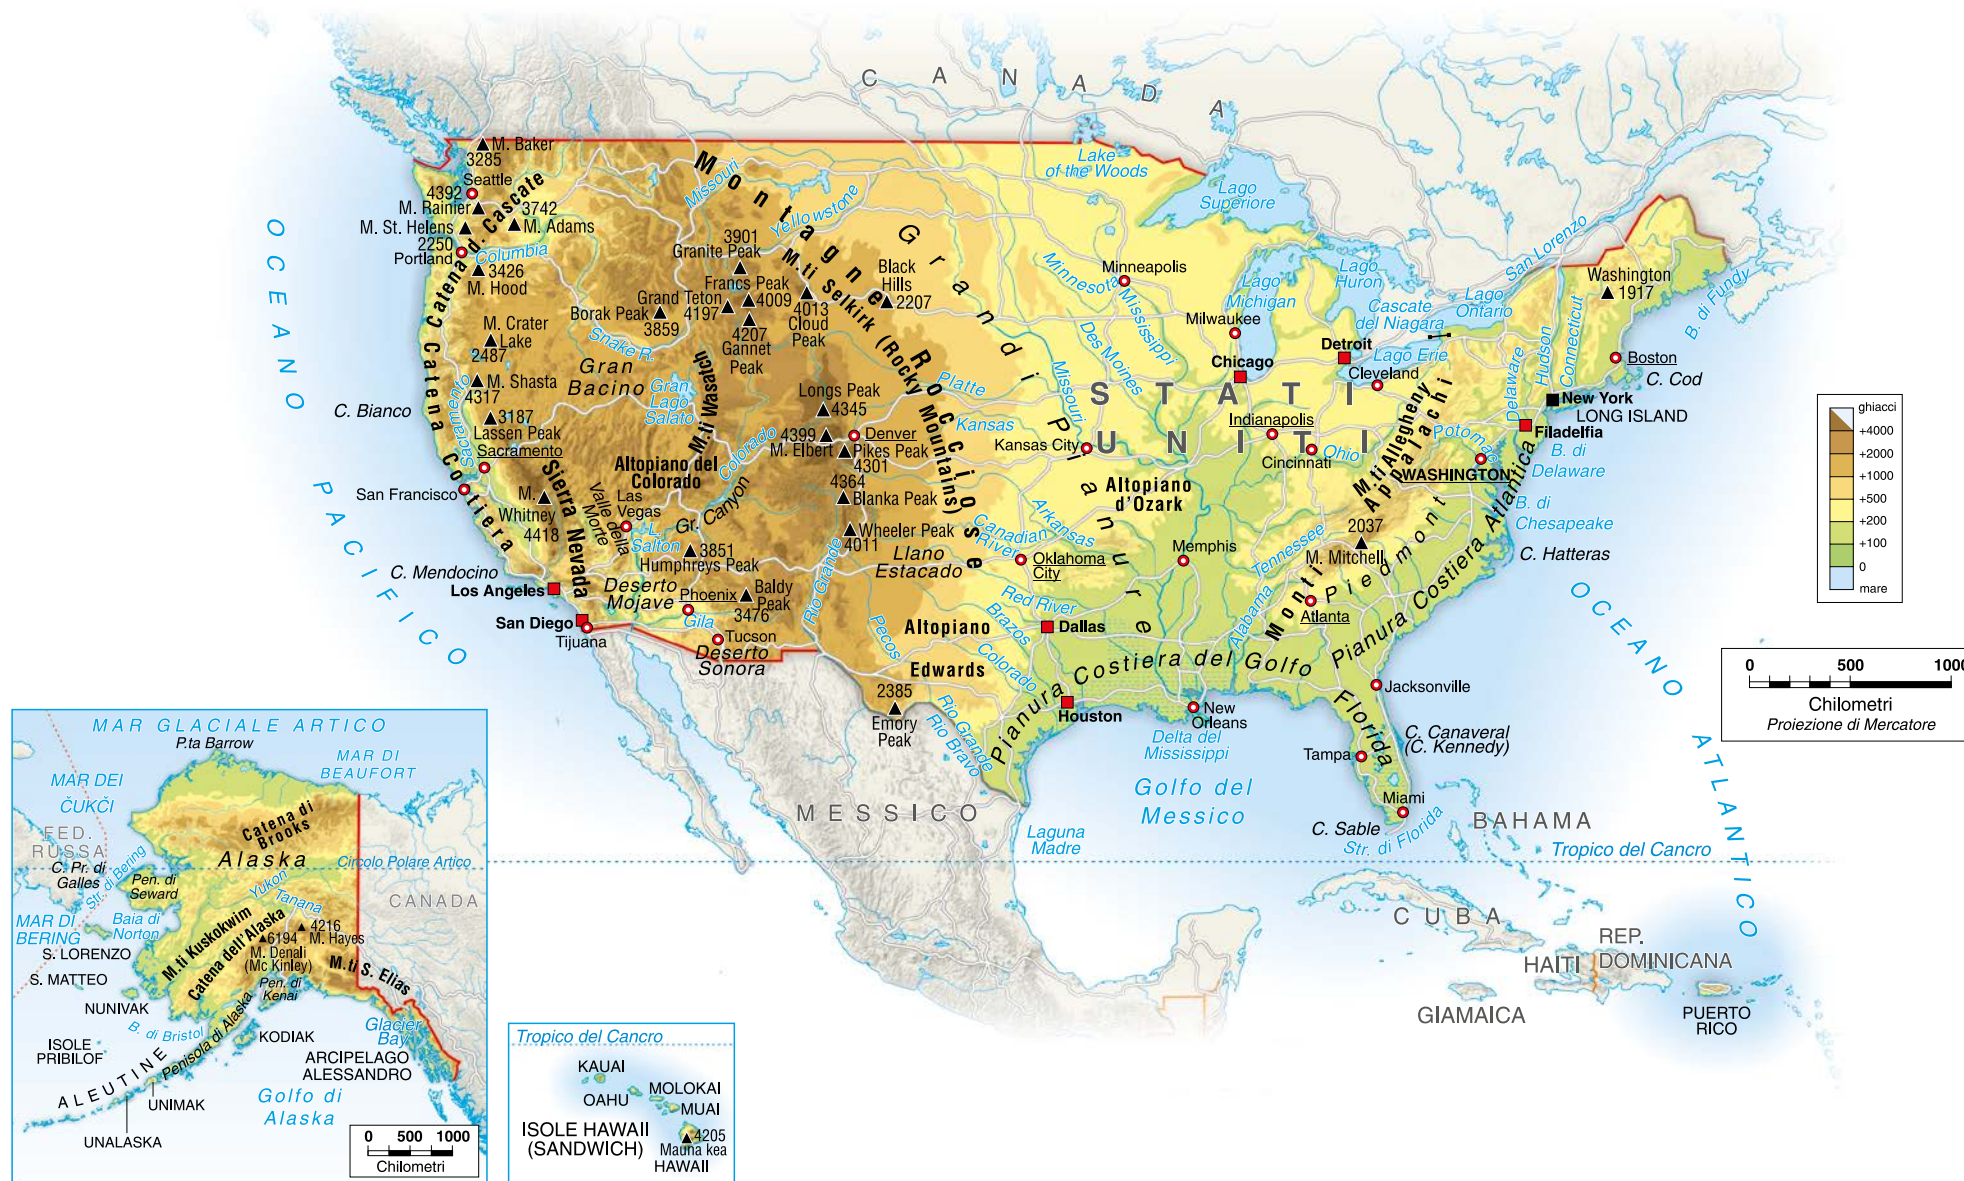 C A N A D A
M. Baker
3285
Seattle
4392
M. Rainier
M. St. Helens
3742
M. Adams
2250
Portland
Columbia
3426
M. Hood
Catena d. Cascate
Catena Costiera
M. Crater
Lake
2487
M. Shasta
4317
3187
Lassen Peak
Sacramento
Sacramento
San Francisco
C. Bianco
C. Mendocino
Los Angeles
San Diego
Tijuana
M.
Whitney
4418
Sierra Nevada
Valle della
Morte
Las
Vegas
L.
Salton
Deserto
Mojave
Phoenix
Gila
Tucson
Deserto
Sonora
3851
Humphreys Peak
Baldy
Peak
3476
Gr. Canyon
Altopiano del
Colorado
Colorado
M.ti Wasatch
Gran
Lago
Salato
Gran
Bacino
Snake R.
Borak Peak
3859
Grand Teton
4197
3901
Granite Peak
Francs Peak
4009
4207
Gannet
Peak
4013
Cloud
Peak
Missouri
Yellowstone
Montagne Rocciose
M.ti Selkirk (Rocky Mountains)
Black
Hills
2207
Longs Peak
4345
4399
M. Elbert
Denver
Pikes Peak
4301
4364
Blanka Peak
Wheeler Peak
4011
Rio Grande
Llano
Estacado
Pecos
Altopiano
Edwards
2385
Emory
Peak
Rio Grande
Rio Bravo
Colorado
Brazos
Red River
Canadian
River
Arkansas
Oklahoma
City
Dallas
Houston
Platte
Kansas
Kansas City
Missouri
Grandi Pianure
Lake
of the Woods
Minneapolis
Minnesota
Mississippi
Des Moines
Lago
Superiore
Lago
Michigan
Lago
Huron
Milwaukee
Chicago
Detroit
Cascate
del Niagara
Lago Erie
Lago
Ontario
San Lorenzo
Cleveland
S T A T I
U N I T I
Indianapolis
Cincinnati
Ohio
Altopiano
d'Ozark
Memphis
Tennessee
Alabama
Atlanta
2037
M. Mitchell
Monti Appalachi
M.ti Allegheny
Piedmont
Pianura Costiera Atlantica
Pianura Costiera del Golfo
New
Orleans
Delta del
Mississippi
Florida
Jacksonville
C. Canaveral
(C. Kennedy)
Tampa
Miami
C. Sable
Str. di Florida
Washington
1917
B. di Fundy
Hudson
Connecticut
Delaware
Boston
C. Cod
New York
LONG ISLAND
Filadelfia
Potomac
WASHINGTON
B. di
Delaware
B. di
Chesapeake
C. Hatteras
OCEANO PACIFICO
OCEANO ATLANTICO
Golfo del
Messico
Laguna
Madre
MESSICO
BAHAMA
Tropico del Cancro
CUBA
HAITI
REP.
DOMINICANA
GIAMAICA
PUERTO
RICO
ghiacci
+4000
+2000
+1000
+500
+200
+100
0
mare
0 500 1000
Chilometri
Proiezione di Mercatore
MAR GLACIALE ARTICO
P.ta Barrow
MAR DI
BEAUFORT
MAR DEI
ČUKČI
FED.
RUSSA
C. Pr. di
Galles
Str. di Bering
Pen. di
Seward
Catena di
Brooks
Alaska
Circolo Polare Artico
CANADA
Yukon
Tanana
MAR DI
BERING
Baia di
Norton
S. LORENZO
S. MATTEO
NUNIVAK
M.ti Kuskokwim
Catena dell'Alaska
6194
M. Denali
(Mc Kinley)
4216
M. Hayes
M.ti S. Elias
Pen. di
Kenai
B. di Bristol
Penisola di Alaska
KODIAK
Glacier
Bay
ISOLE
PRIBILOF
ALEUTINE
UNIMAK
UNALASKA
ARCIPELAGO
ALESSANDRO
Golfo di
Alaska
0 500 1000
Chilometri
Tropico del Cancro
KAUAI
OAHU
MOLOKAI
MUAI
ISOLE HAWAII
(SANDWICH)
4205
Mauna kea
HAWAII